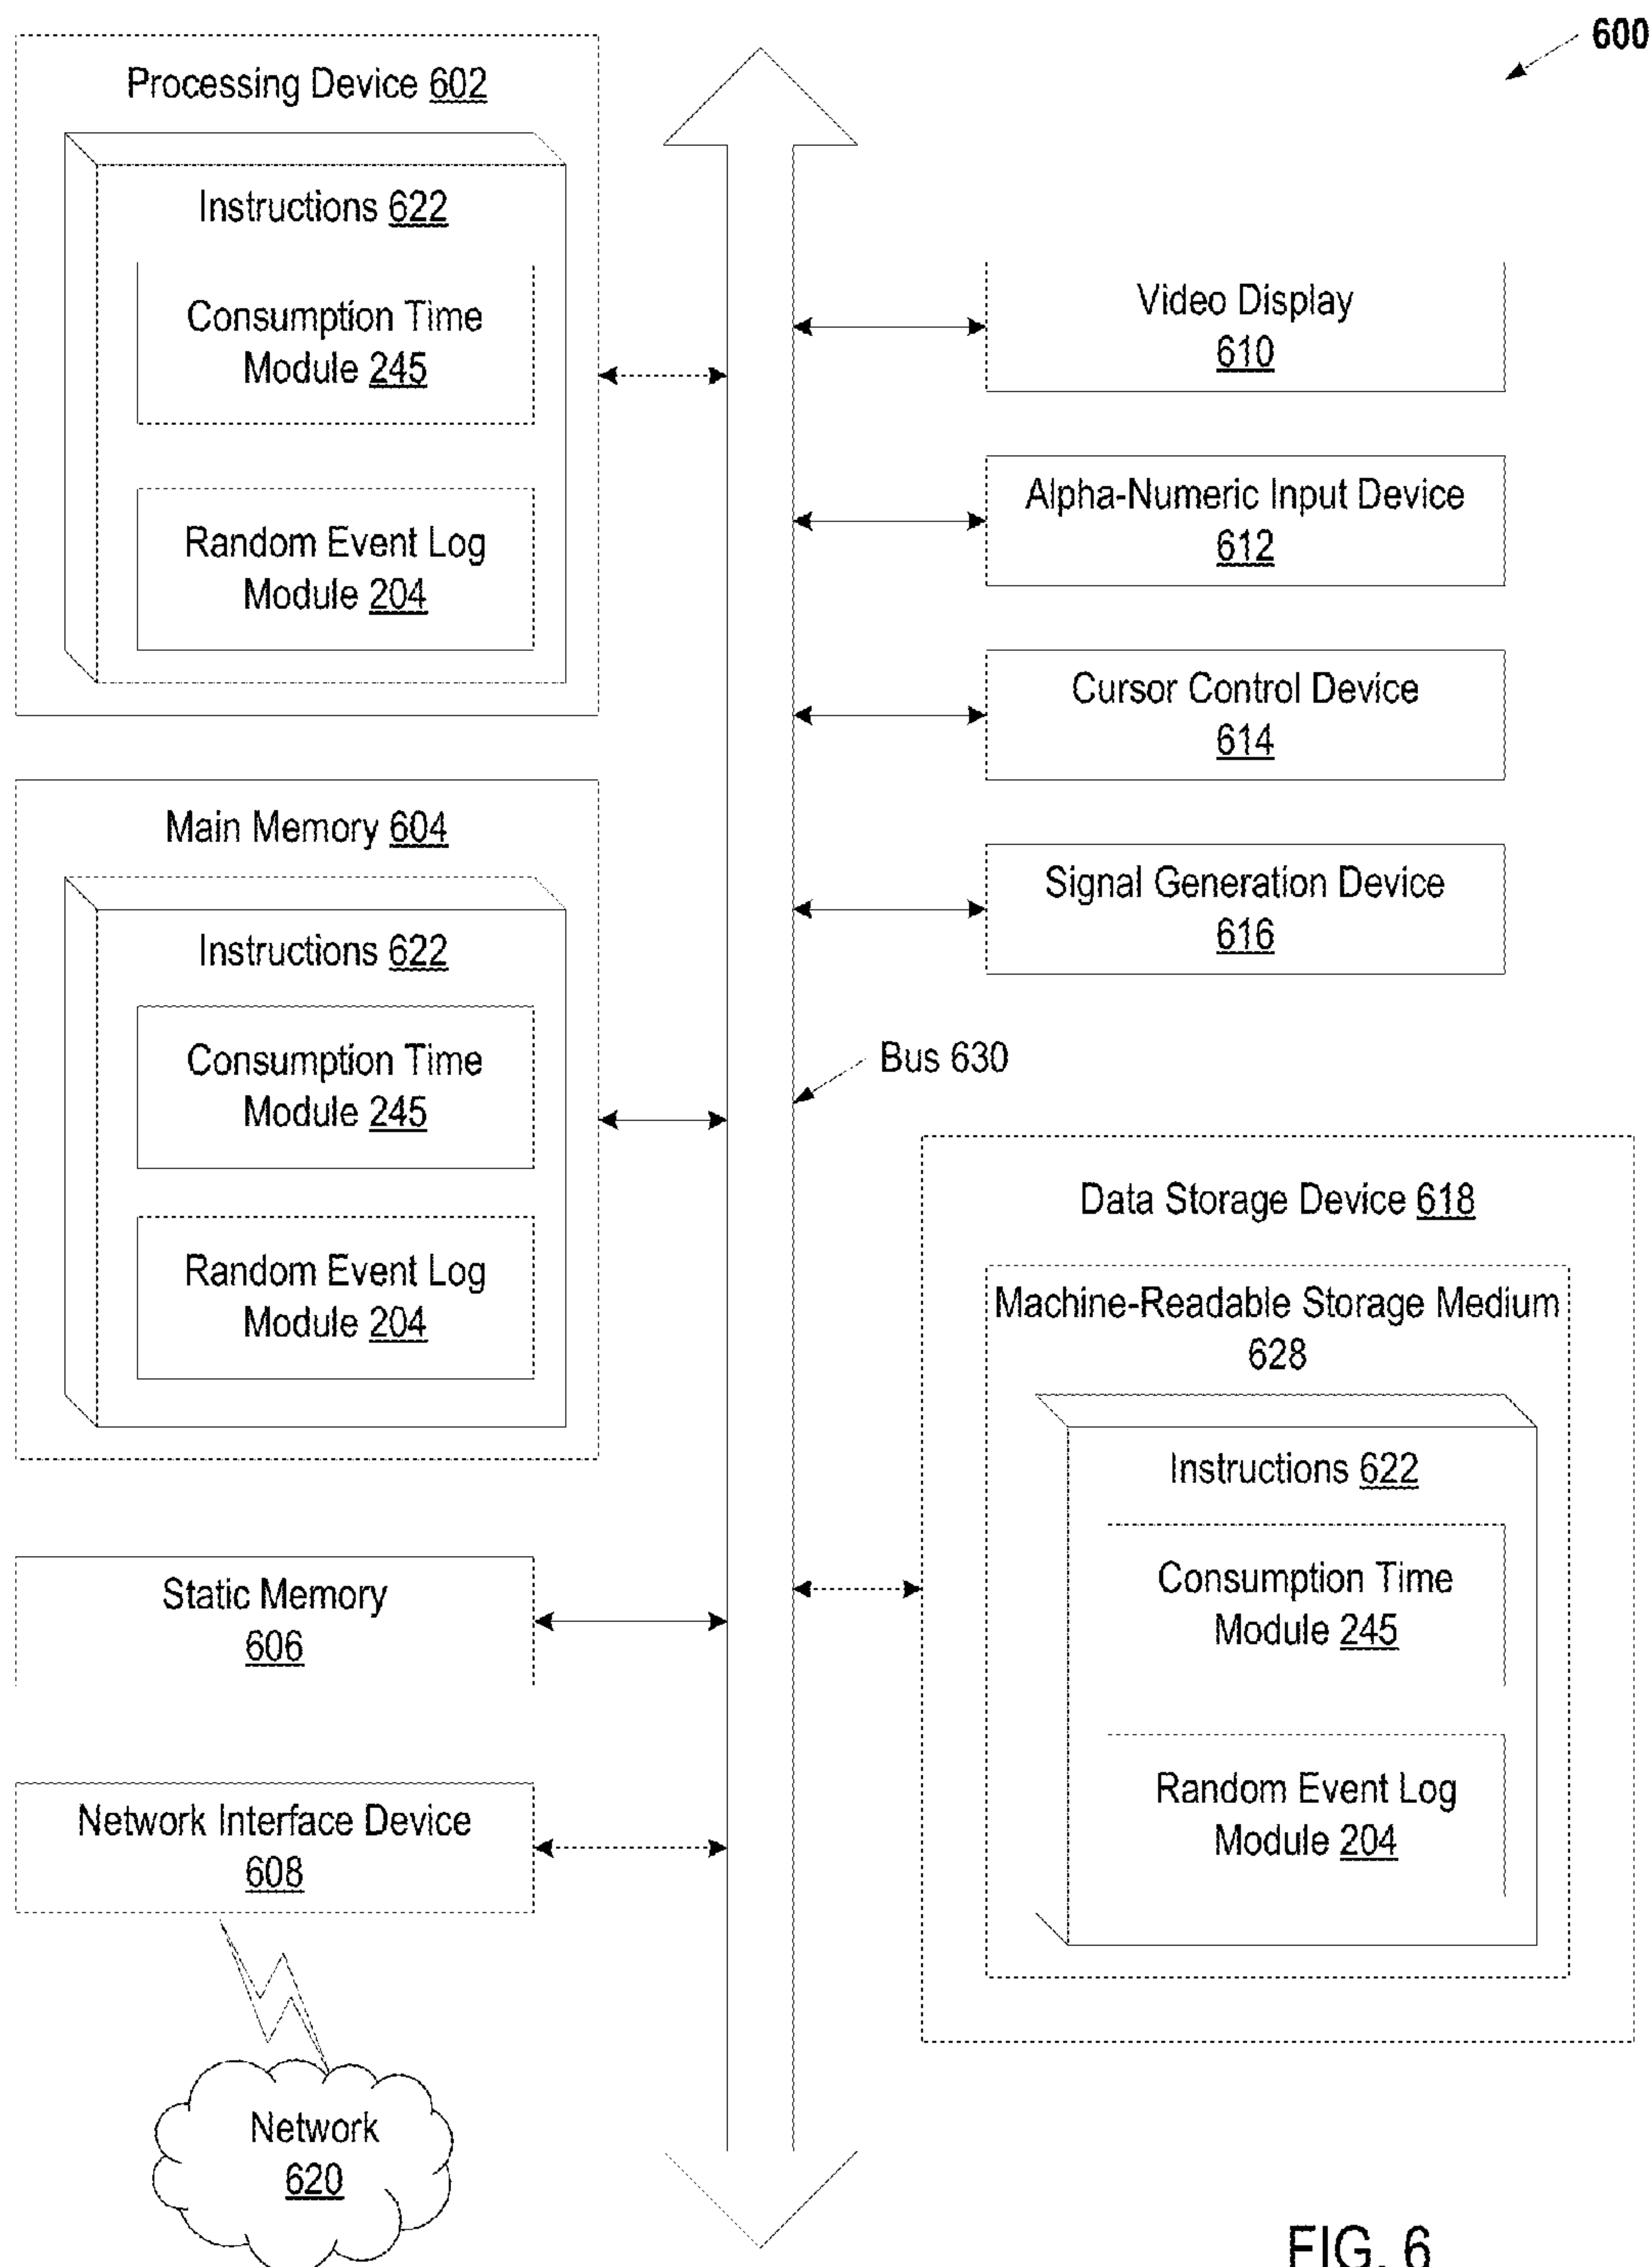 600
Processing Device 602
Instructions 622
Consumption Time
Module 245
Random Event Log
Module 204
Main Memory 604
Instructions 622
Consumption Time
Module 245
Random Event Log
Module 204
Static Memory
606
Network Interface Device
608
Network
620
Video Display
610
Alpha-Numeric Input Device
612
Cursor Control Device
614
Signal Generation Device
616
Bus 630
Data Storage Device 618
Machine-Readable Storage Medium
628
Instructions 622
Consumption Time
Module 245
Random Event Log
Module 204
FIG. 6